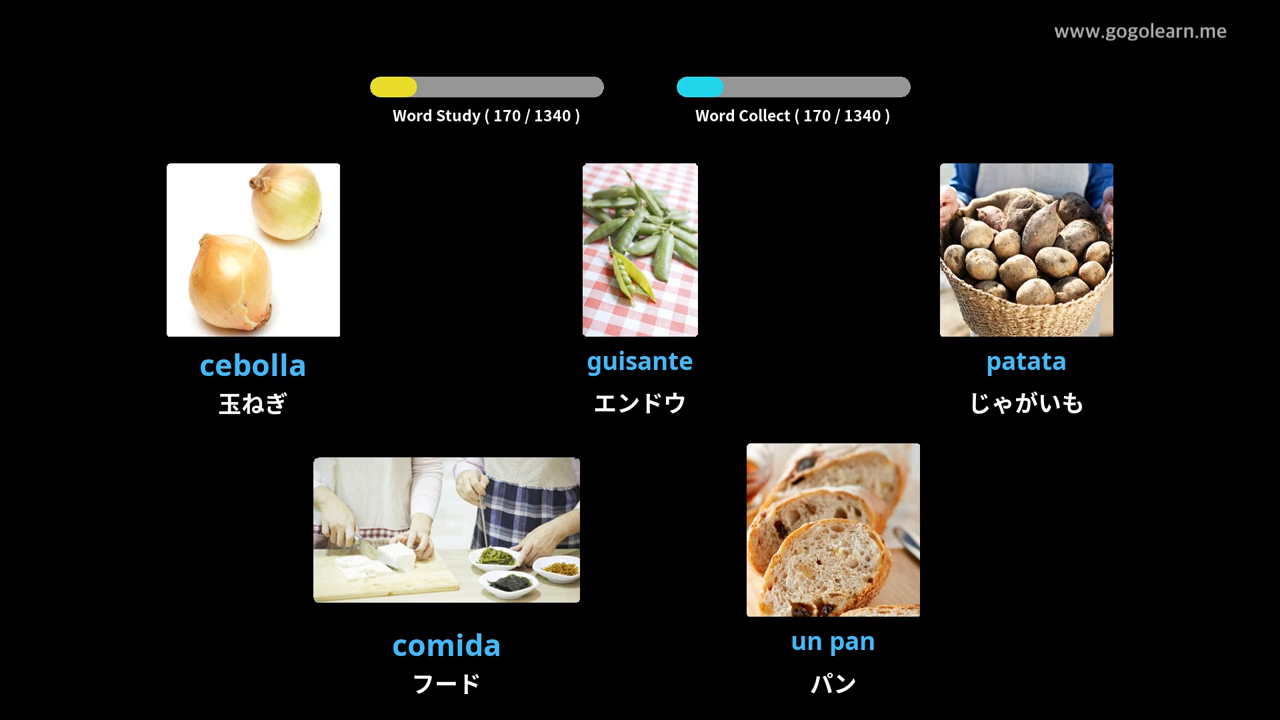 www.gogolearn.me
Word Study ( 170 / 1340 )
Word Collect ( 170 / 1340 )
cebolla
玉ねぎ
guisante
エンドウ
patata
じゃがいも
comida
フード
un pan
パン